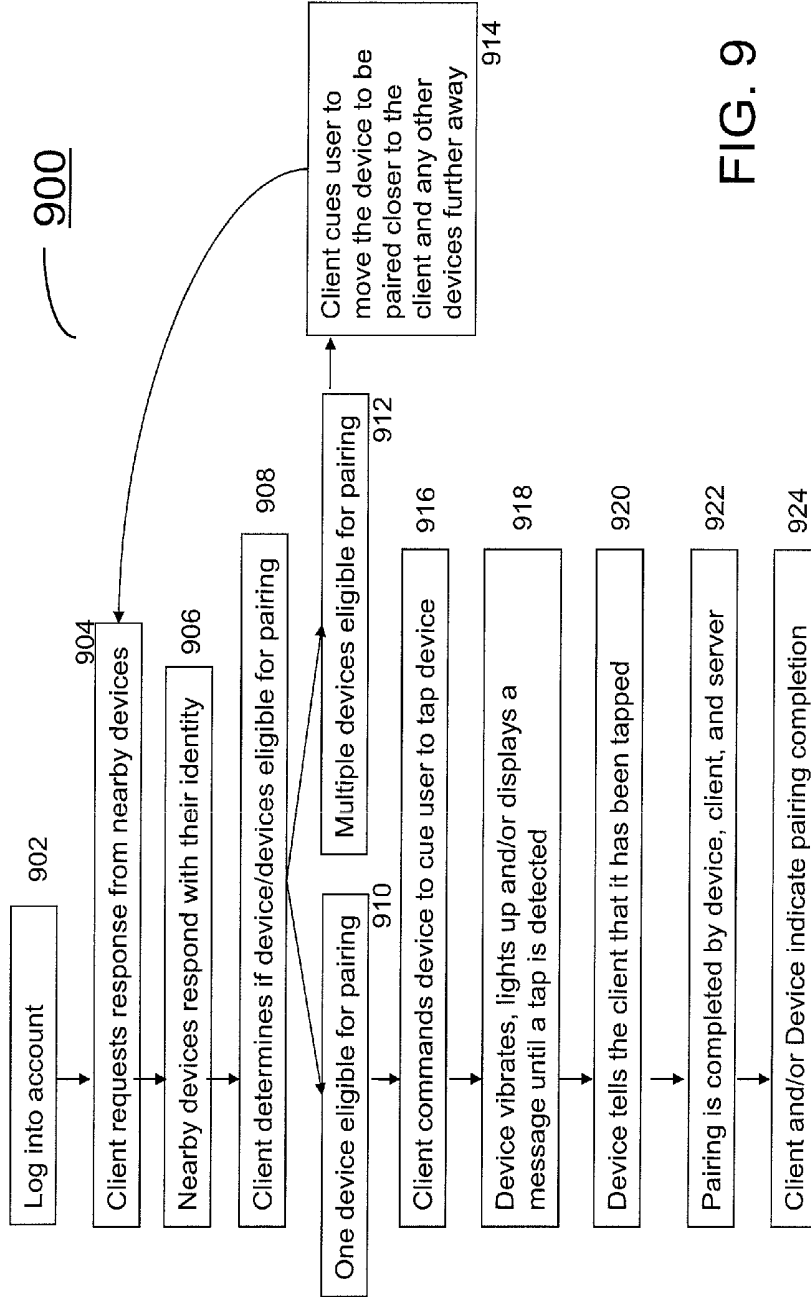 900
Log into account
902
904
Client requests response from nearby devices
Nearby devices respond with their identity
906
Client determines if device/devices eligible for pairing
908
One device eligible for pairing
910
Multiple devices eligible for pairing
912
Client cues user to
move the device to be
paired closer to the
client and any other
devices further away
914
Client commands device to cue user to tap device
916
Device vibrates, lights up and/or displays a
message until a tap is detected
918
Device tells the client that it has been tapped
920
Pairing is completed by device, client, and server
922
Client and/or Device indicate pairing completion
924
FIG. 9